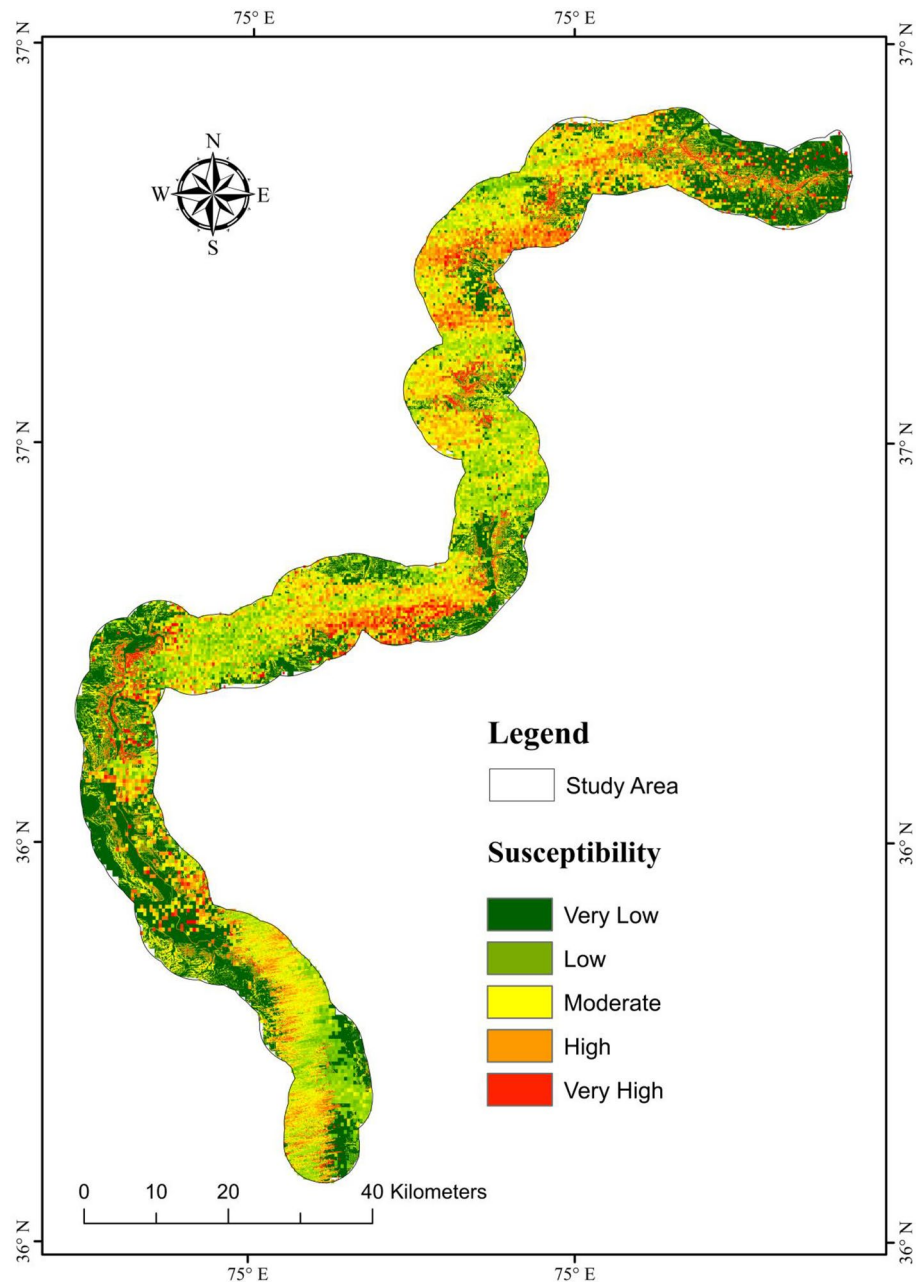 75° E 75° E
37° N 37° N
N
W E
S
37° N 37° N
Legend
Study Area
36° N 36° N
Susceptibility
Very Low
Low
Moderate
High
Very High
0 10 20 40 Kilometers
36° N 36° N
75° E 75° E